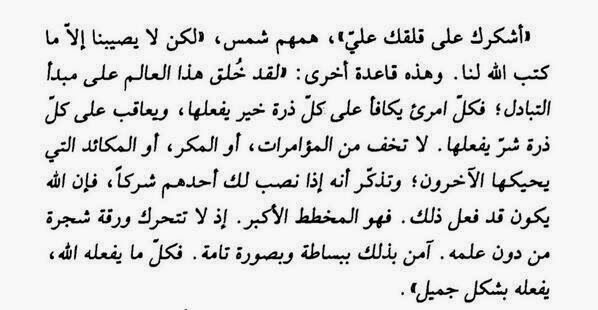 «أشكرك على قلقك عليّ»، همهم شمس، «لكن لا يصيبنا إلاّ ما
كتب الله لنا. وهذه قاعدة أخرى: «لقد خُلق هذا العالم على مبدأ
التبادل؛ فكلّ امرئ يكافأ على كلّ ذرة خير يفعلها، ويعاقب على كلّ
ذرة شرّ يفعلها. لا تخف من المؤامرات، أو المكر، أو المكائد التي
يحيكها الآخرون؛ وتذكّر أنه إذا نصب لك أحدهم شركاً، فإن الله
يكون قد فعل ذلك. فهو المخطط الأكبر. إذ لا تتحرك ورقة شجرة
من دون علمه. آمن بذلك ببساطة وبصورة تامة. فكلّ ما يفعله الله،
يفعله بشكل جميل».